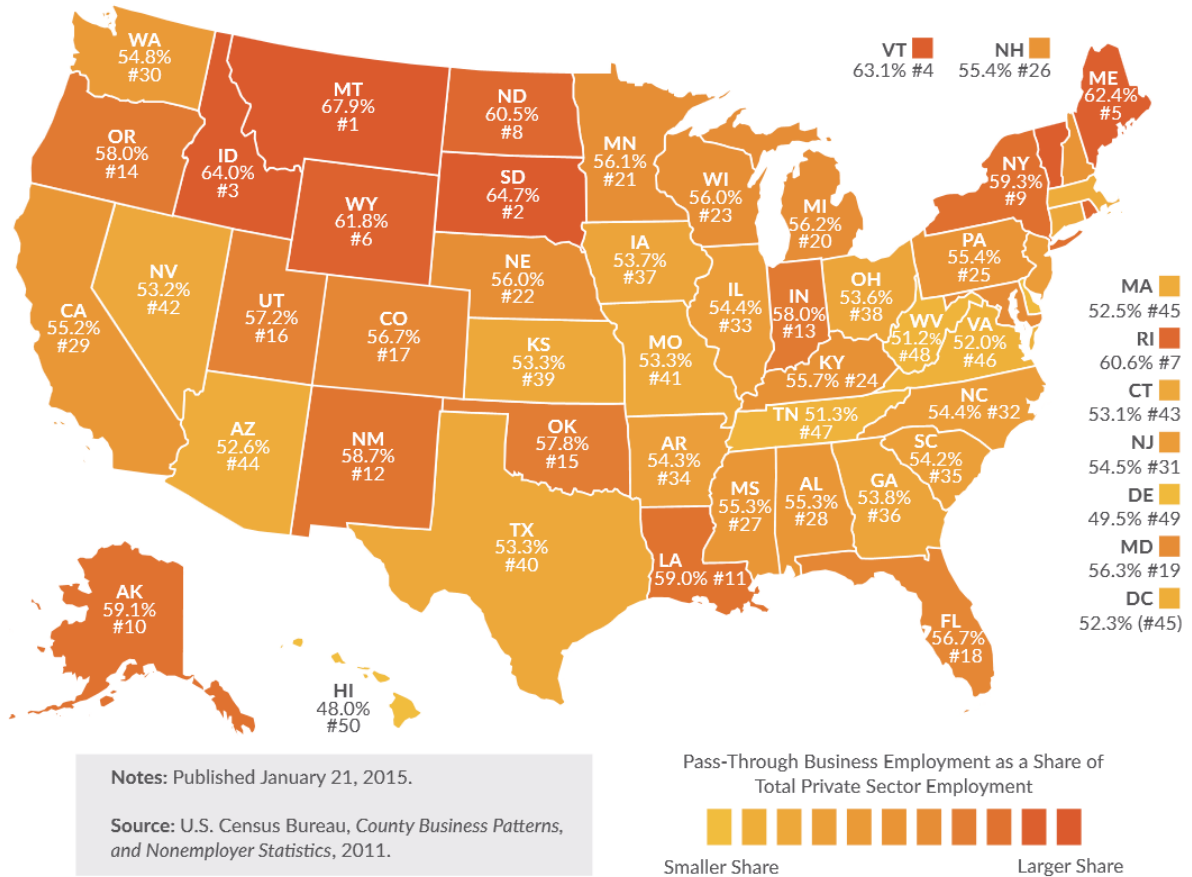 WA
54.8%
#30
OR
58.0%
#14
CA
55.2%
#29
NV
53.2%
#42
ID
64.0%
#3
MT
67.9%
#1
WY
61.8%
#6
UT
57.2%
#16
CO
56.7%
#17
AZ
52.6%
#44
NM
58.7%
#12
ND
60.5%
#8
SD
64.7%
#2
NE
56.0%
#22
KS
53.3%
#39
OK
57.8%
#15
TX
53.3%
#40
MN
56.1%
#21
IA
53.7%
#37
MO
53.3%
#41
AR
54.3%
#34
LA
59.0% #11
WI
56.0%
#23
IL
54.4%
#33
MI
56.2%
#20
IN
58.0%
#13
OH
53.6%
#38
KY
55.7% #24
TN 51.3%
#47
MS
55.3%
#27
AL
55.3%
#28
GA
53.8%
#36
FL
56.7%
#18
SC
54.2%
#35
NC
54.4% #32
VA
52.0%
#46
WV
51.2%
#48
PA
55.4%
#25
NY
59.3%
#9
ME
62.4%
#5
VT
63.1% #4
NH
55.4% #26
MA
52.5% #45
RI
60.6% #7
CT
53.1% #43
NJ
54.5% #31
DE
49.5% #49
MD
56.3% #19
DC
52.3% (#45)
AK
59.1%
#10
HI
48.0%
#50
Notes: Published January 21, 2015.
Source: U.S. Census Bureau, County Business Patterns,
and Nonemployer Statistics, 2011.
Pass-Through Business Employment as a Share of
Total Private Sector Employment
Smaller Share
Larger Share